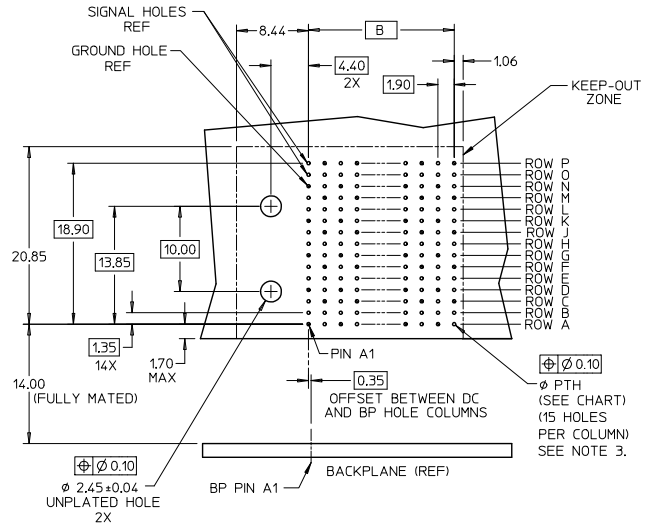 SIGNAL HOLES
REF
GROUND HOLE
REF
8.44
B
4.40
2X
1.90
1.06
KEEP-OUT
ZONE
ROW P
ROW O
ROW N
ROW M
ROW L
ROW K
ROW J
ROW H
ROW G
ROW F
ROW E
ROW D
ROW C
ROW B
ROW A
20.85
18.90
13.85
10.00
1.35
14X
1.70
MAX
PIN A1
0.35
OFFSET BETWEEN DC
AND BP HOLE COLUMNS
14.00
(FULLY MATED)
⌖ Ø 0.10
Ø PTH
(SEE CHART)
(15 HOLES
PER COLUMN)
SEE NOTE 3.
⌖ Ø 0.10
Ø 2.45±0.04
UNPLATED HOLE
2X
BP PIN A1
BACKPLANE (REF)